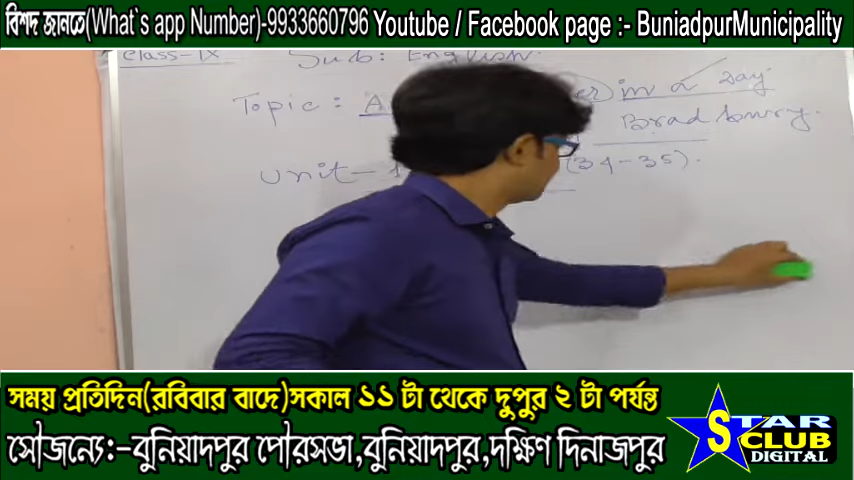 বিশদ জানতে(What`s app Number)-9933660796 Youtube / Facebook page :- BuniadpurMunicipality
Class-IX Sub: English.
Topic: A in a Day
Bradbury.
Unit- (34-35).
সময় প্রতিদিন(রবিবার বাদে)সকাল ১১ টা থেকে দুপুর ২ টা পর্যন্ত
সৌজন্যে:-বুনিয়াদপুর পৌরসভা,বুনিয়াদপুর,দক্ষিণ দিনাজপুর
STAR CLUB DIGITAL